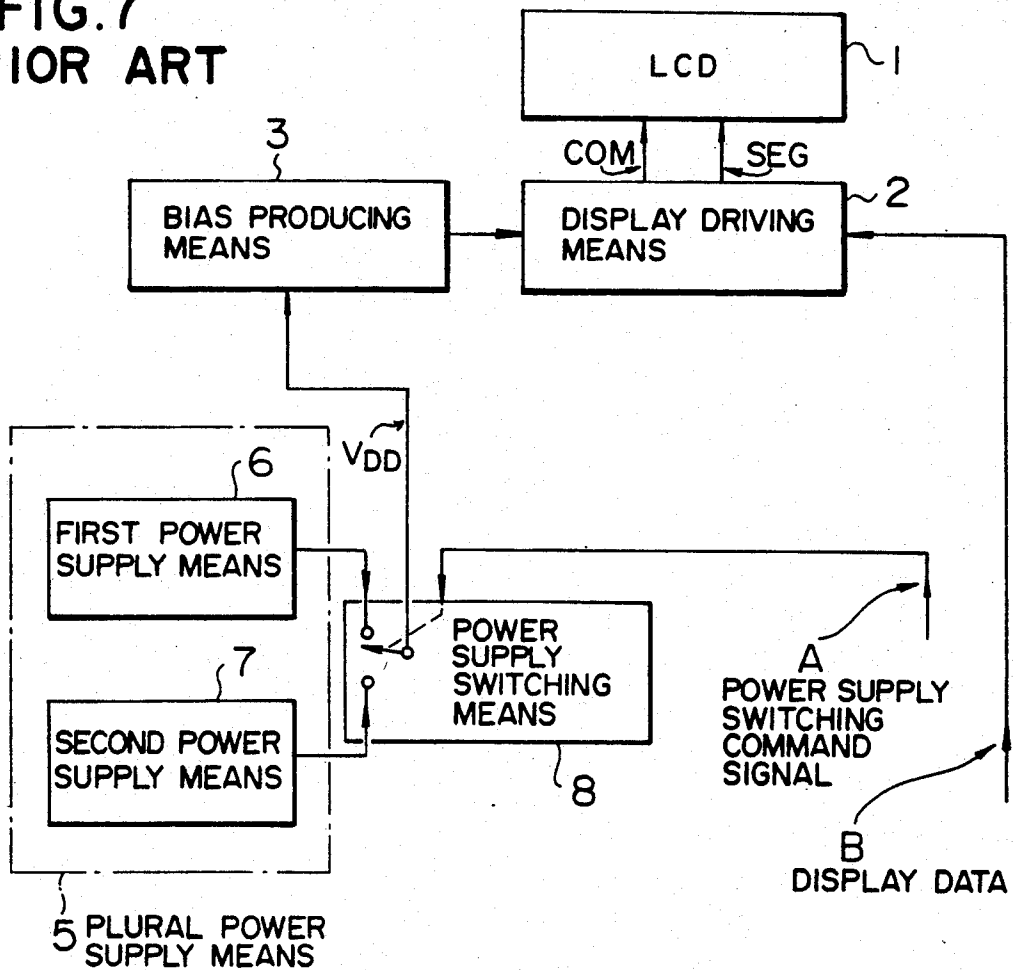 FIG.7
IOR ART
LCD
1
COM
SEG
3
2
BIAS PRODUCING
MEANS
DISPLAY DRIVING
MEANS
VDD
6
FIRST POWER
SUPPLY MEANS
7
SECOND POWER
SUPPLY MEANS
POWER
SUPPLY
SWITCHING
MEANS
8
A
POWER SUPPLY
SWITCHING
COMMAND
SIGNAL
B
DISPLAY DATA
5 PLURAL POWER
SUPPLY MEANS